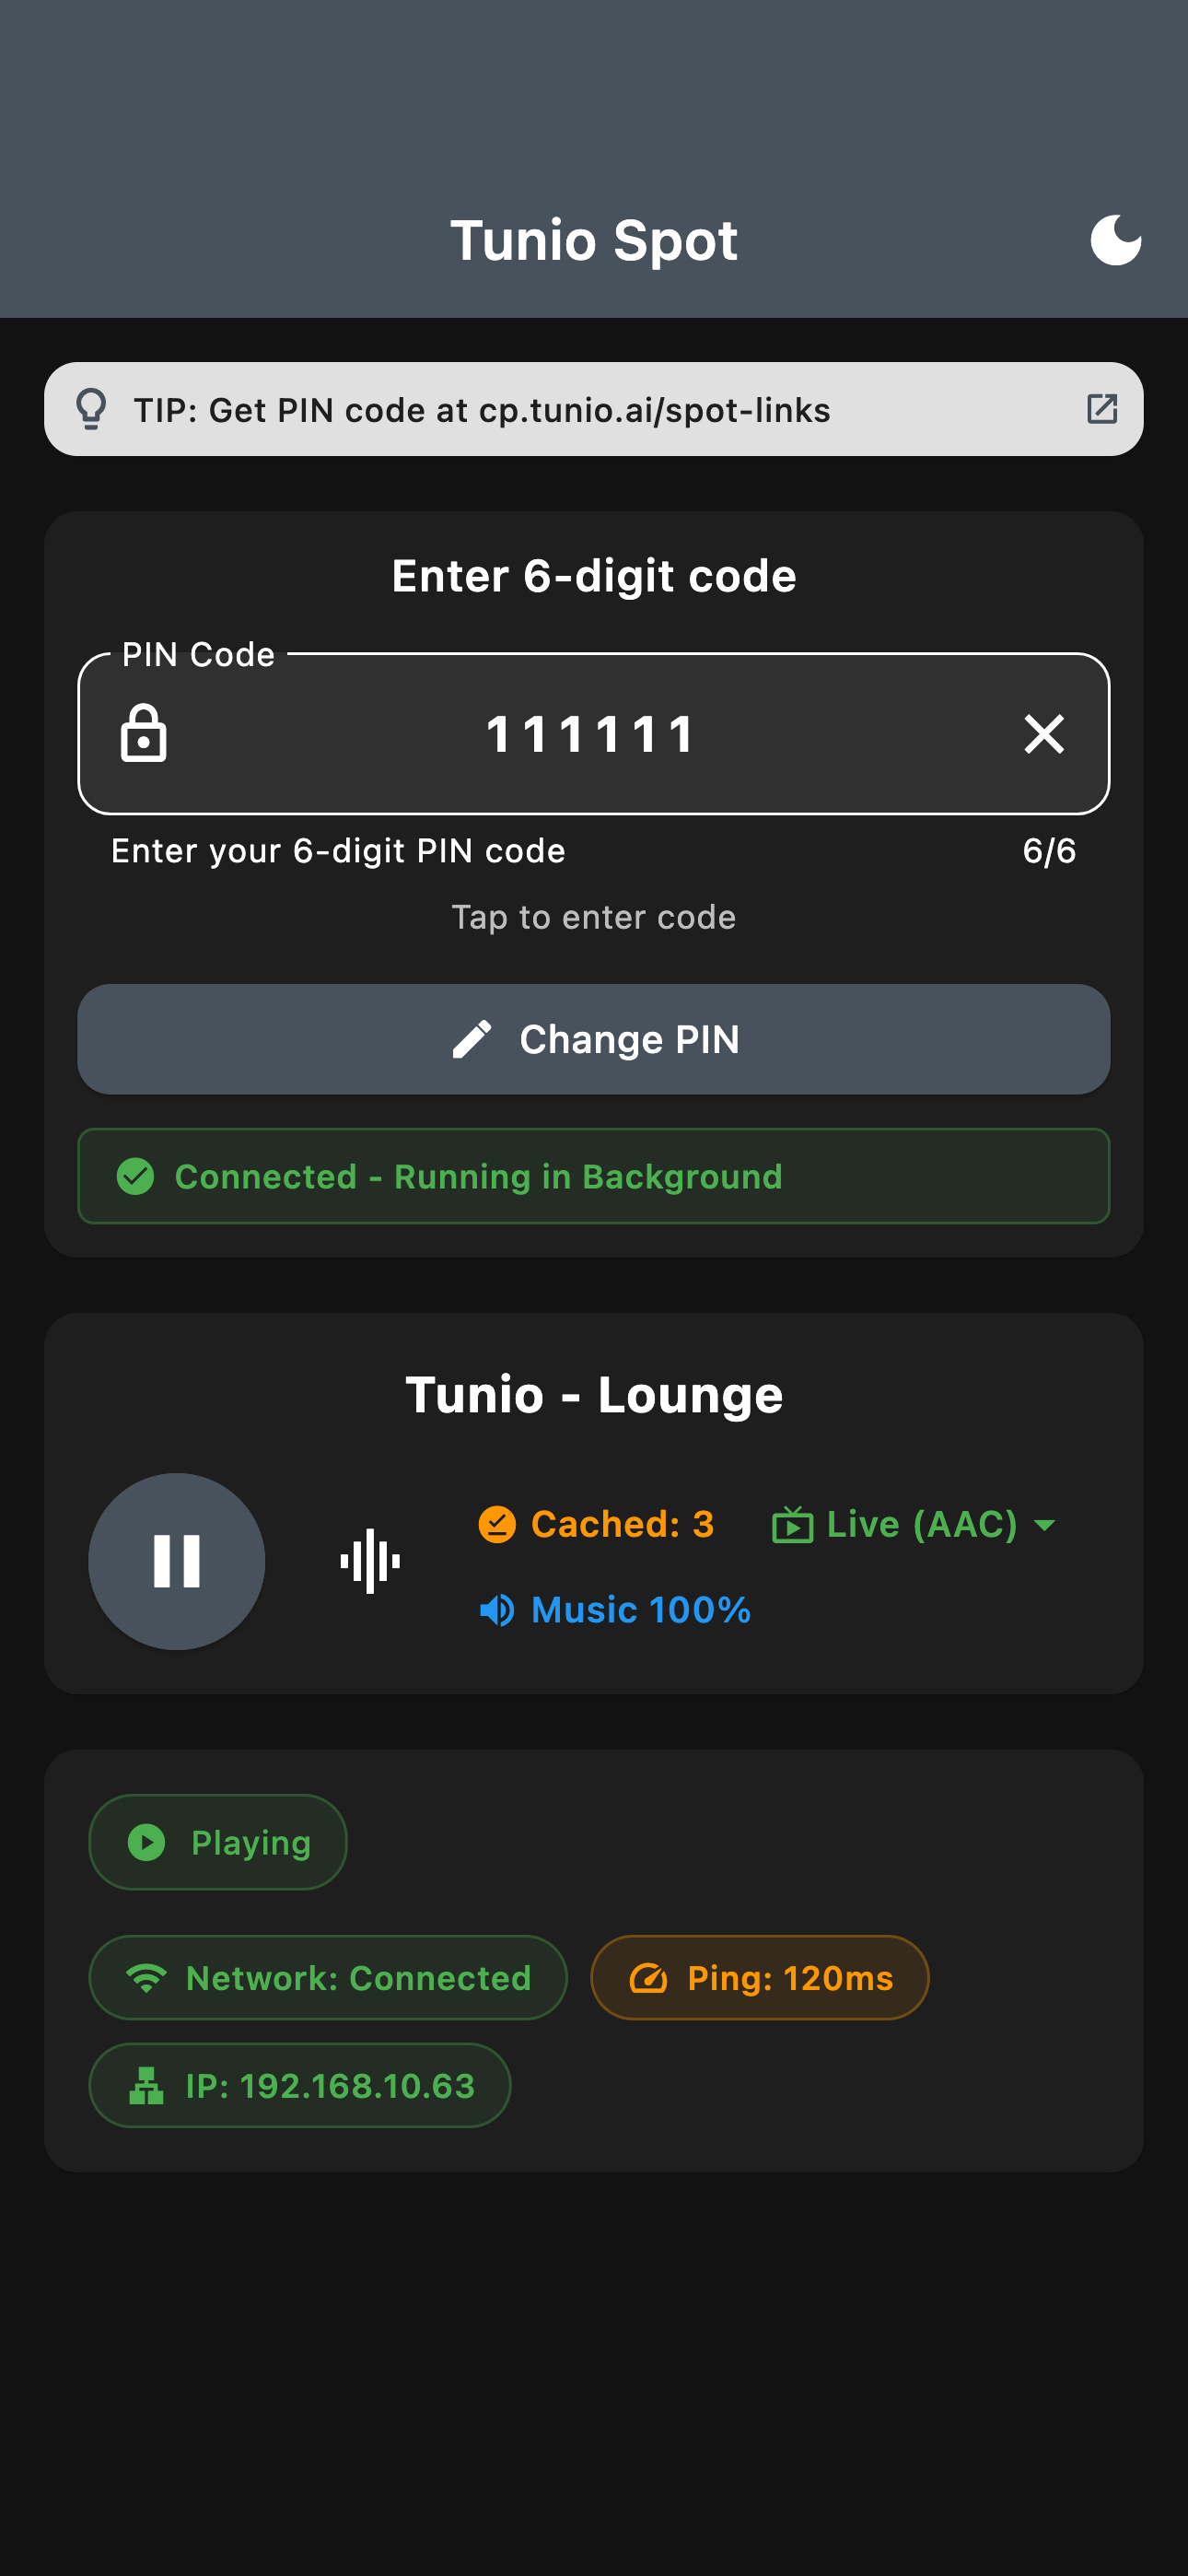 Tunio Spot
TIP: Get PIN code at cp.tunio.ai/spot-links
Enter 6-digit code
PIN Code
111111
Enter your 6-digit PIN code 6/6
Tap to enter code
Change PIN
Connected - Running in Background
Tunio - Lounge
Cached: 3 Live (AAC)
Music 100%
Playing
Network: Connected Ping: 120ms
IP: 192.168.10.63